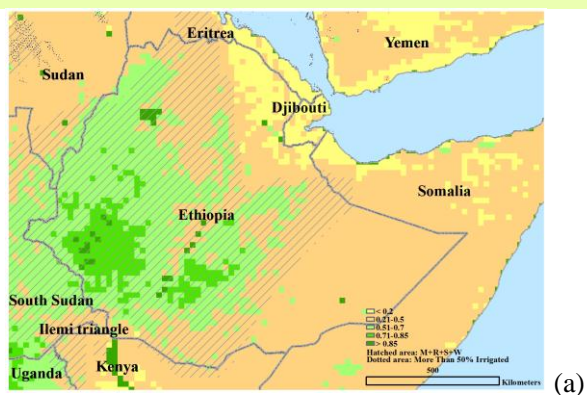 Eritrea
Yemen
Sudan
Djibouti
Somalia
Ethiopia
South Sudan
Ilemi triangle
Kenya
Uganda
< 0.2
0.21-0.5
0.51-0.7
0.71-0.85
> 0.85
Hatched area: M+R+S+W
Dotted area: More Than 50% Irrigated
500
Kilometers
(a)